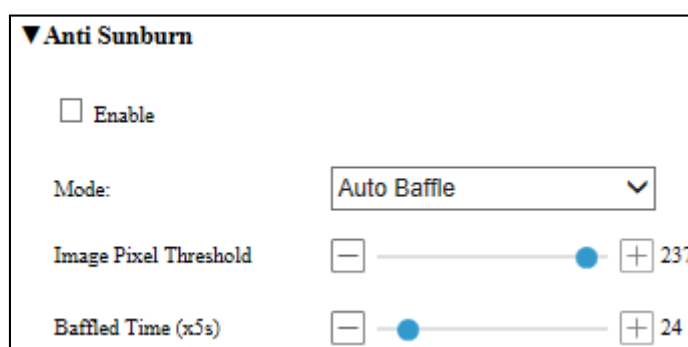 ▼Anti Sunburn
Enable
Mode: Auto Baffle
Image Pixel Threshold 237
Baffled Time (x5s) 24